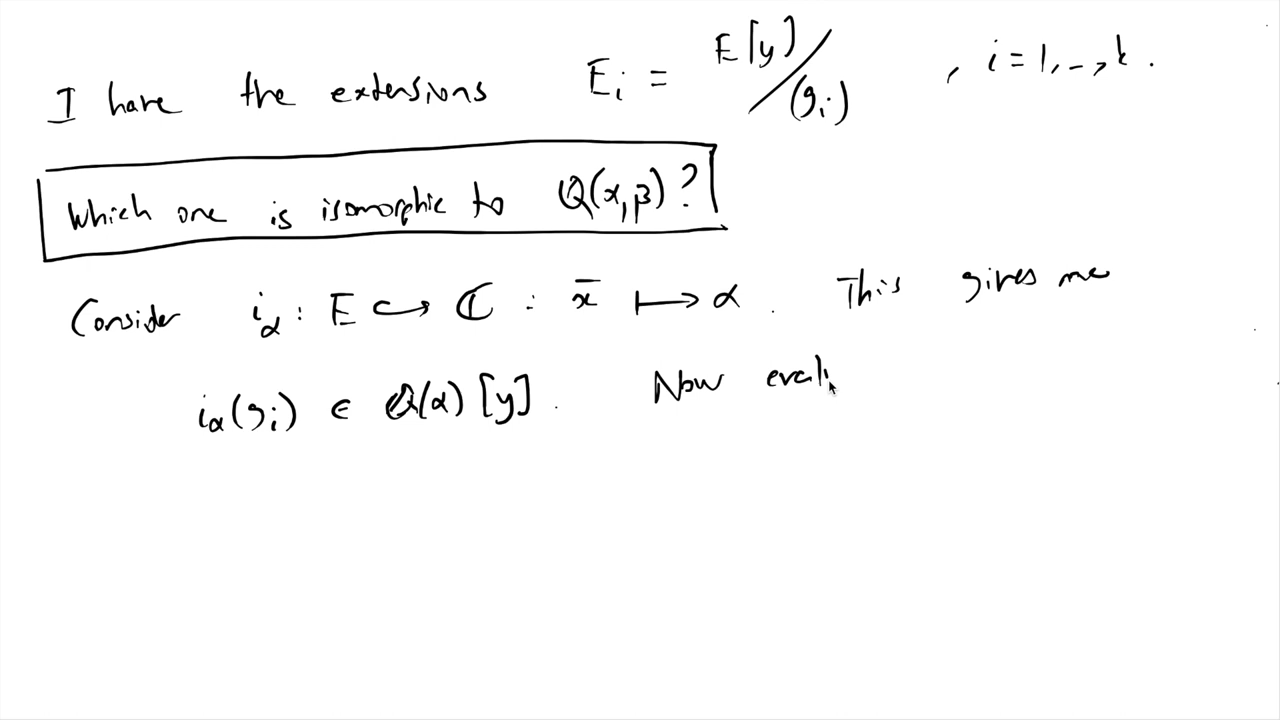 I have the extensions E_i = E[y]/(g_i) , i = 1, .., k .
Which one is isomorphic to Q(α,β)?
Consider i_α : E ↪ ℂ : x̄ ↦ α . This gives me
i_α(g_i) ∈ Q(α)[y] . Now evalu